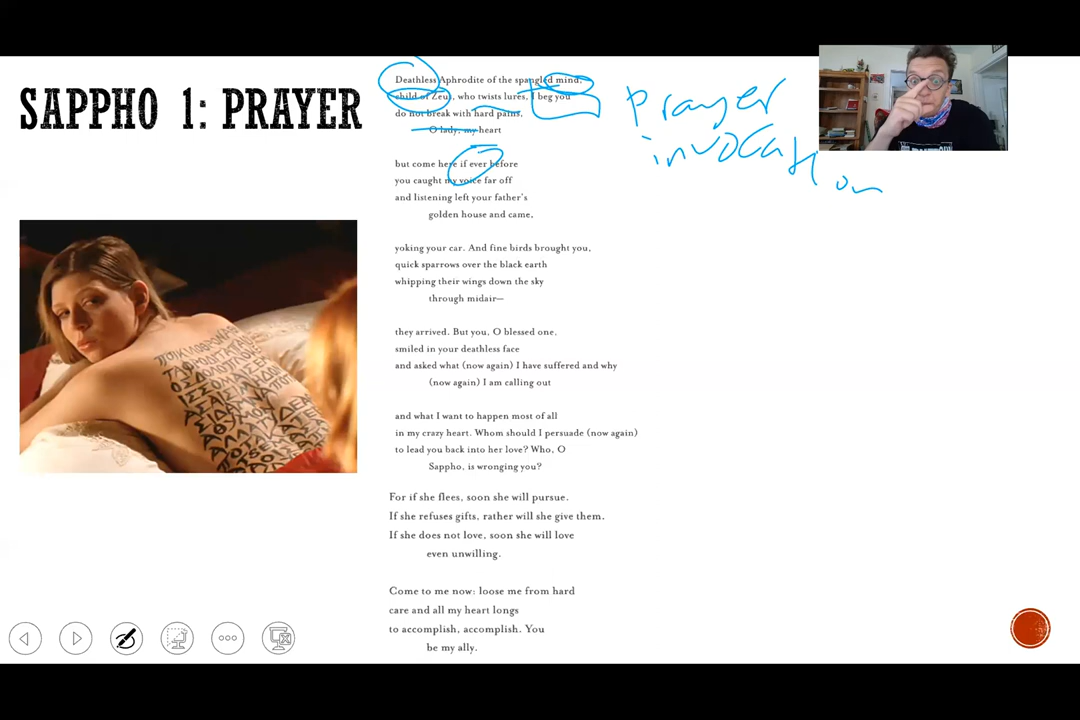 SAPPHO 1: PRAYER
Deathless Aphrodite of the spangled mind,
child of Zeus, who twists lures, I beg you
do not break with hard pains,
O lady, my heart
but come here if ever before
you caught my voice far off
and listening left your father's
golden house and came,
yoking your car. And fine birds brought you,
quick sparrows over the black earth
whipping their wings down the sky
through midair—
they arrived. But you, O blessed one,
smiled in your deathless face
and asked what (now again) I have suffered and why
(now again) I am calling out
and what I want to happen most of all
in my crazy heart. Whom should I persuade (now again)
to lead you back into her love? Who, O
Sappho, is wronging you?
For if she flees, soon she will pursue.
If she refuses gifts, rather will she give them.
If she does not love, soon she will love
even unwilling.
Come to me now: loose me from hard
care and all my heart longs
to accomplish, accomplish. You
be my ally.
prayer
invocation